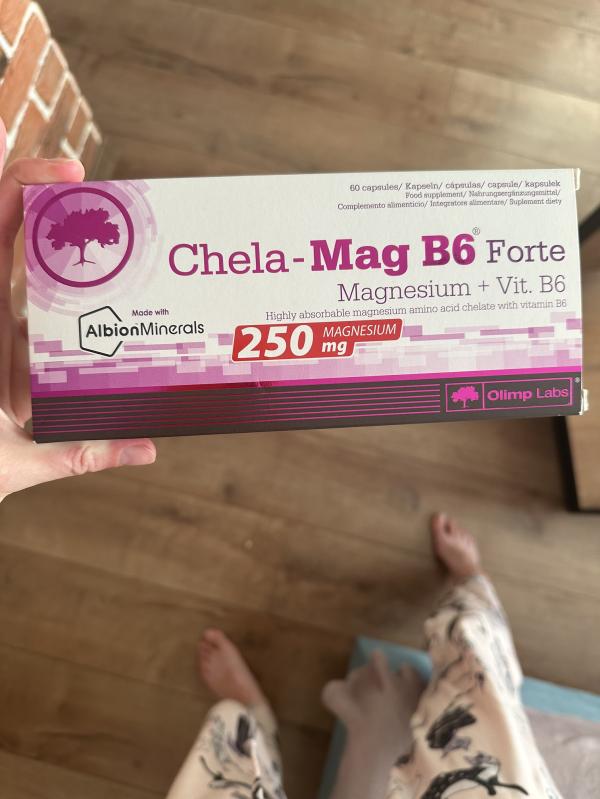 60 capsules/ Kapseln/ cápsulas/ capsule/ kapsułek
Food supplement/ Nahrungsergänzungsmittel/
Complemento alimenticio/ Integratore alimentare/ Suplement diety
Chela-Mag B6® Forte
Magnesium + Vit. B6
Highly absorbable magnesium amino acid chelate with vitamin B6
Made with
AlbionMinerals
250 mg MAGNESIUM
Olimp Labs®